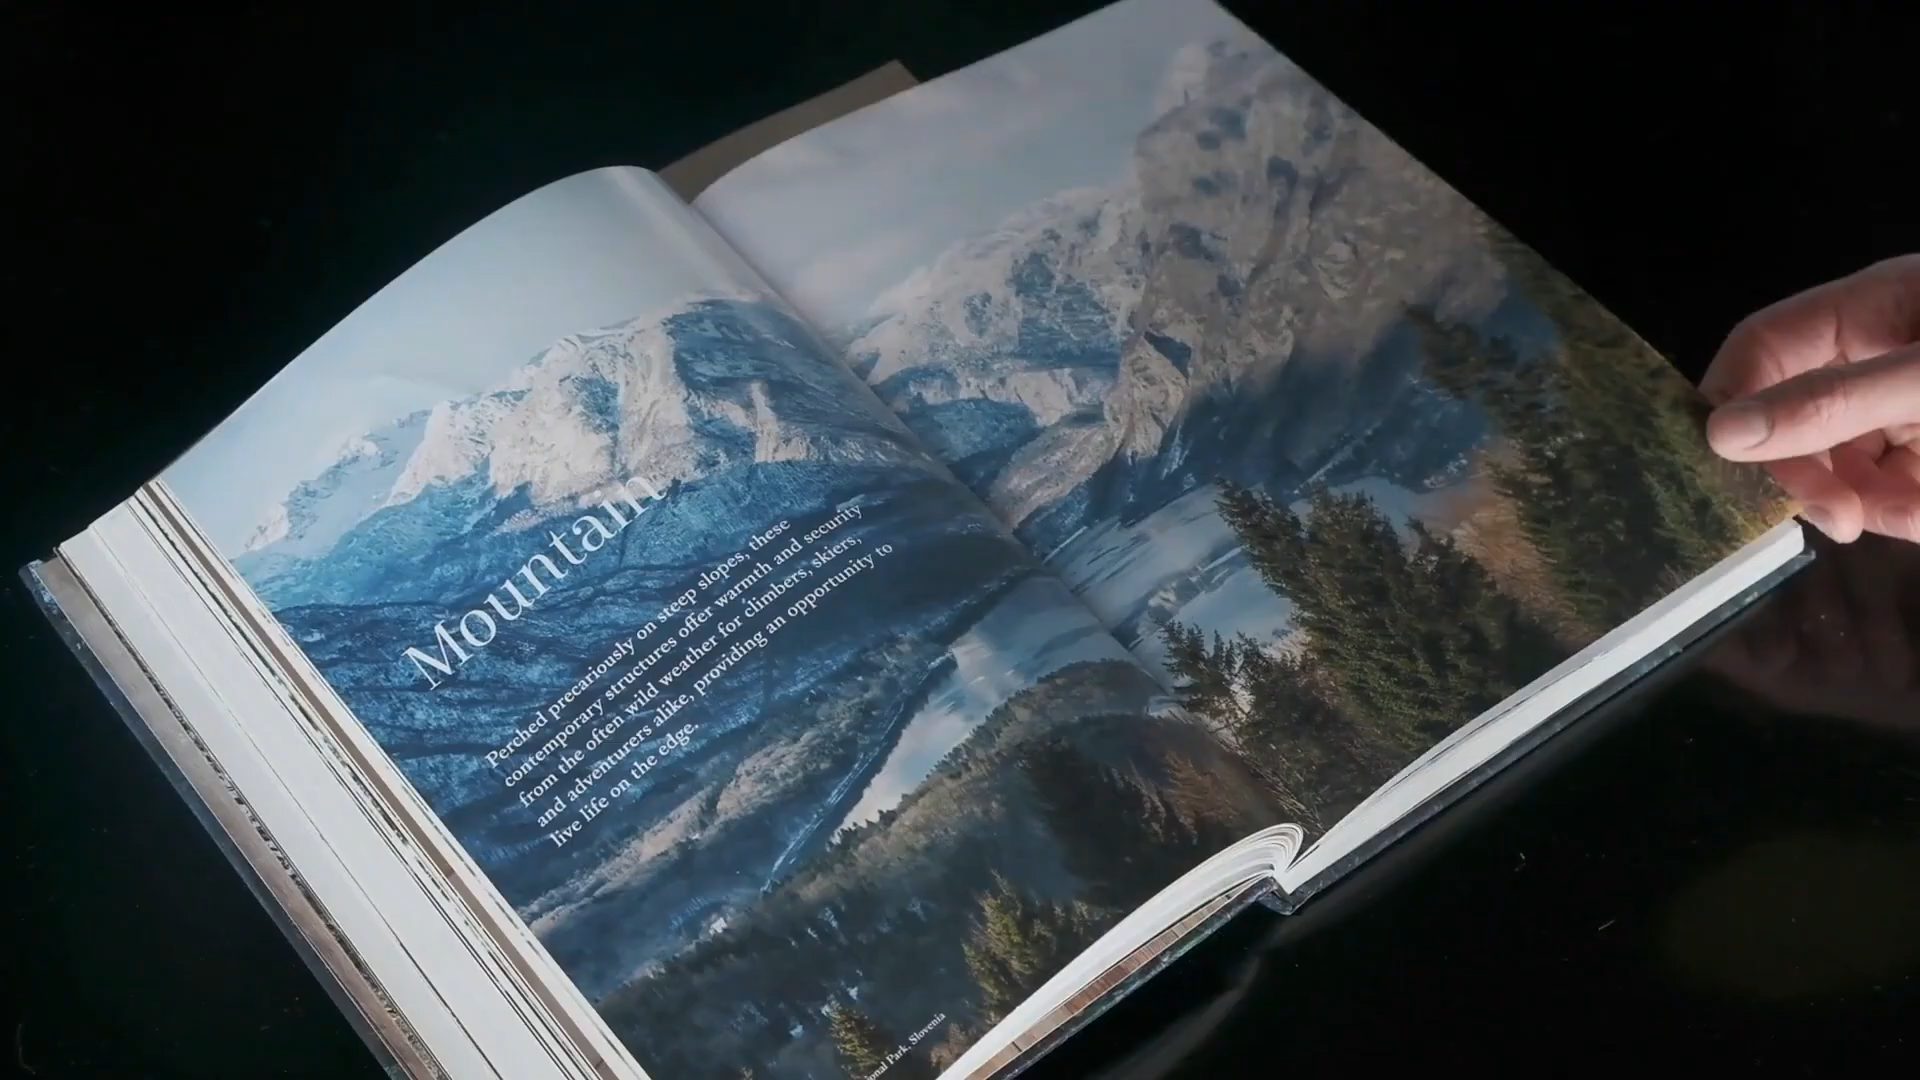 Mountain
Perched precariously on steep slopes, these
contemporary structures offer warmth and security
from the often wild weather for climbers, skiers,
and adventurers alike, providing an opportunity to
live life on the edge.
Park, Slovenia